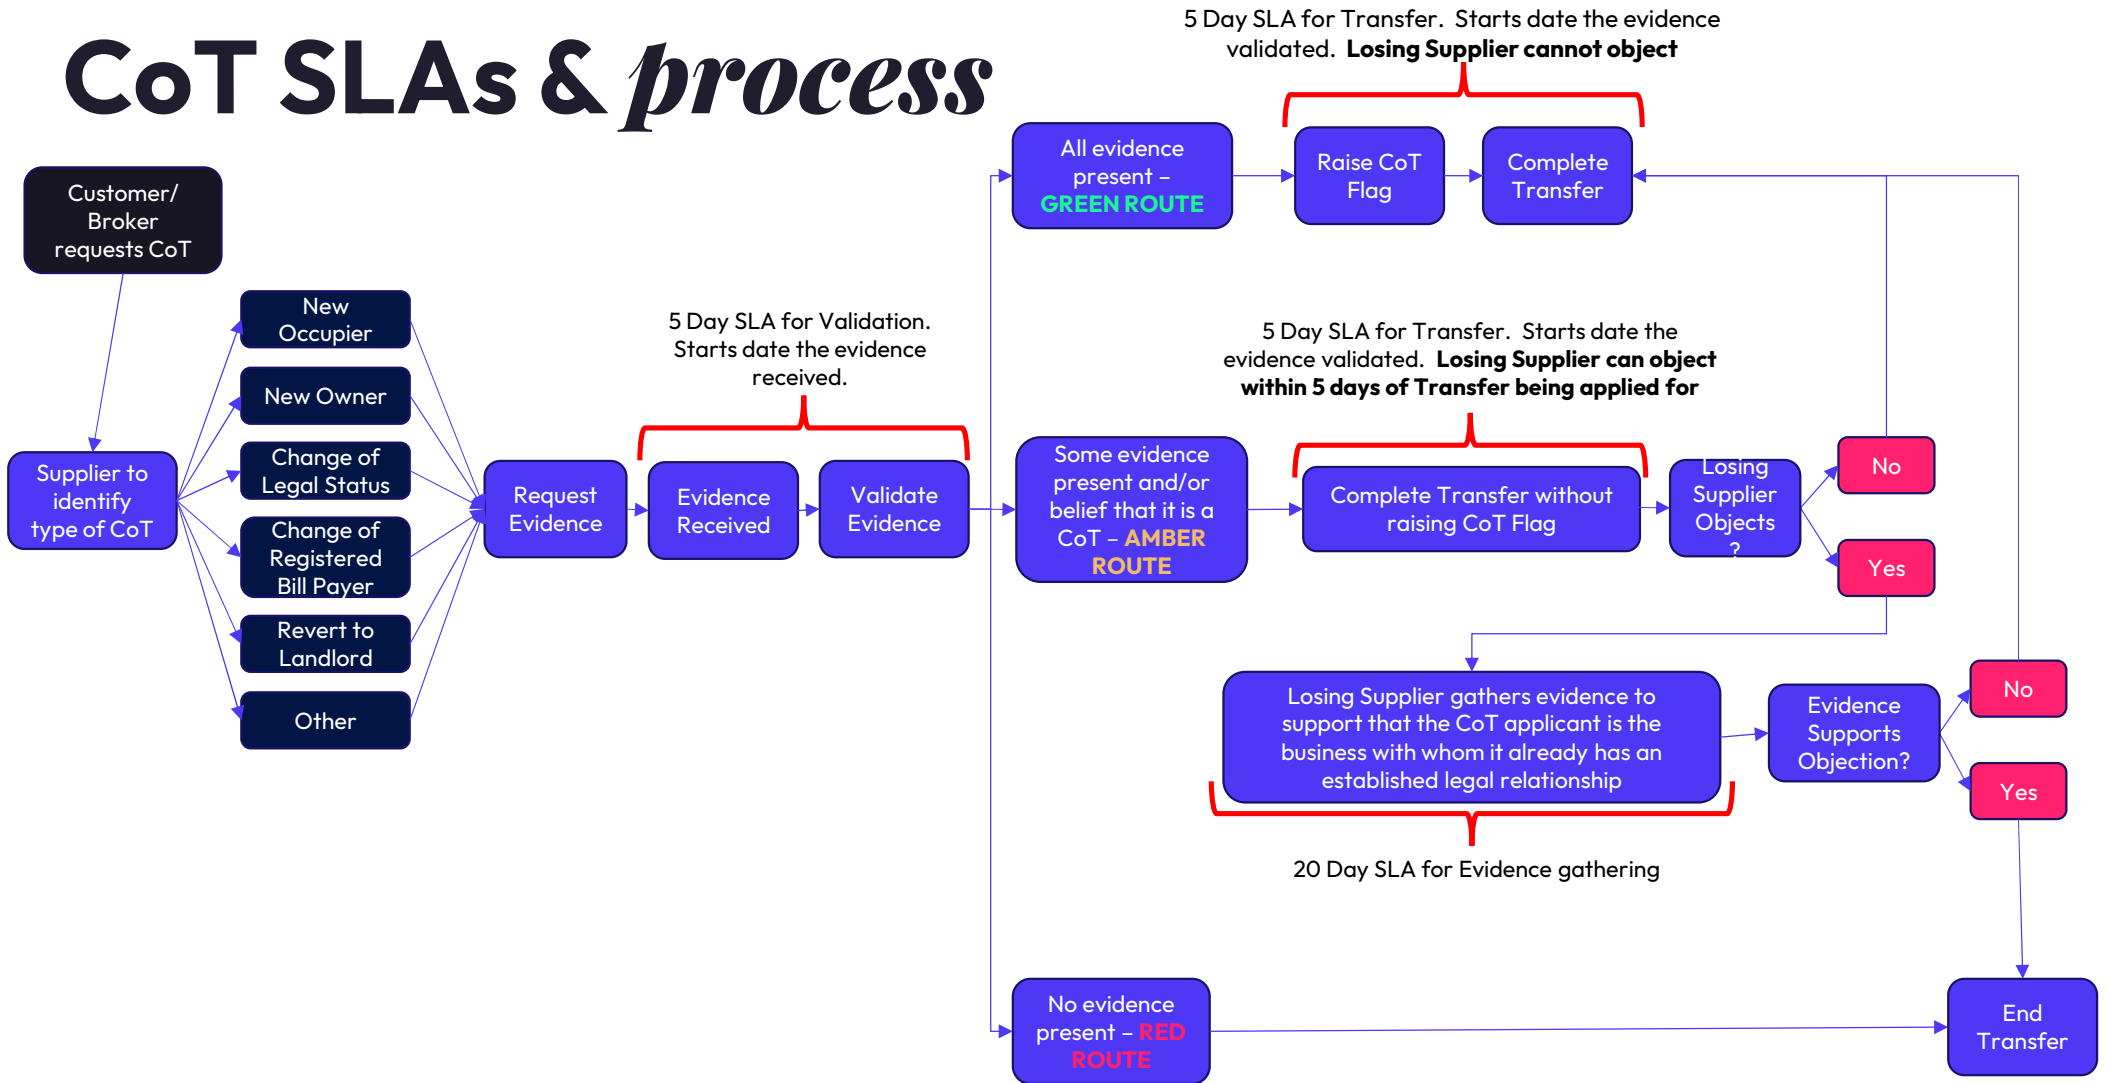 CoT SLAs & process
5 Day SLA for Transfer. Starts date the evidence
validated. Losing Supplier cannot object
Customer/
Broker
requests CoT
Supplier to
identify
type of CoT
New
Occupier
New Owner
Change of
Legal Status
Change of
Registered
Bill Payer
Revert to
Landlord
Other
Request
Evidence
5 Day SLA for Validation.
Starts date the evidence
received.
Evidence
Received
Validate
Evidence
All evidence
present –
GREEN ROUTE
Raise CoT
Flag
Complete
Transfer
5 Day SLA for Transfer. Starts date the
evidence validated. Losing Supplier can object
within 5 days of Transfer being applied for
Some evidence
present and/or
belief that it is a
CoT – AMBER
ROUTE
Complete Transfer without
raising CoT Flag
Losing
Supplier
Objects
?
No
Yes
Losing Supplier gathers evidence to
support that the CoT applicant is the
business with whom it already has an
established legal relationship
20 Day SLA for Evidence gathering
Evidence
Supports
Objection?
No
Yes
No evidence
present – RED
ROUTE
End
Transfer